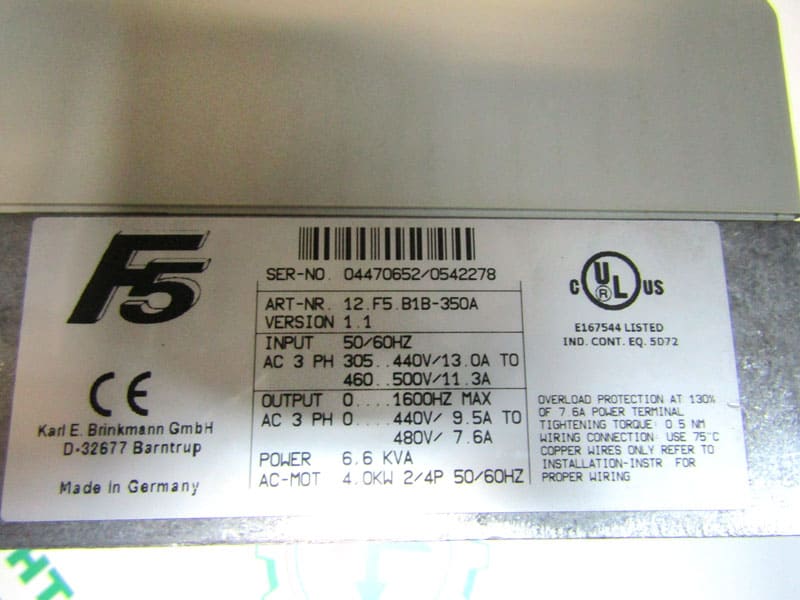 F5
SER-NO. 04470652/0542278
ART-NR. 12.F5.B1B-350A
VERSION 1.1
INPUT 50/60HZ
AC 3 PH 305..440V/13.0A TO
460..500V/11.3A
OUTPUT 0....1600HZ MAX
AC 3 PH 0....440V/ 9.5A TO
480V/ 7.6A
POWER 6.6 KVA
AC-MOT 4.0KW 2/4P 50/60HZ
CE
Karl E. Brinkmann GmbH
D-32677 Barntrup
Made in Germany
C UL US
E167544 LISTED
IND. CONT. EQ. 5D72
OVERLOAD PROTECTION AT 130%
OF 7.6A POWER TERMINAL
TIGHTENING TORQUE: 0.5 NM
WIRING CONNECTION: USE 75°C
COPPER WIRES ONLY REFER TO
INSTALLATION-INSTR FOR
PROPER WIRING
HT